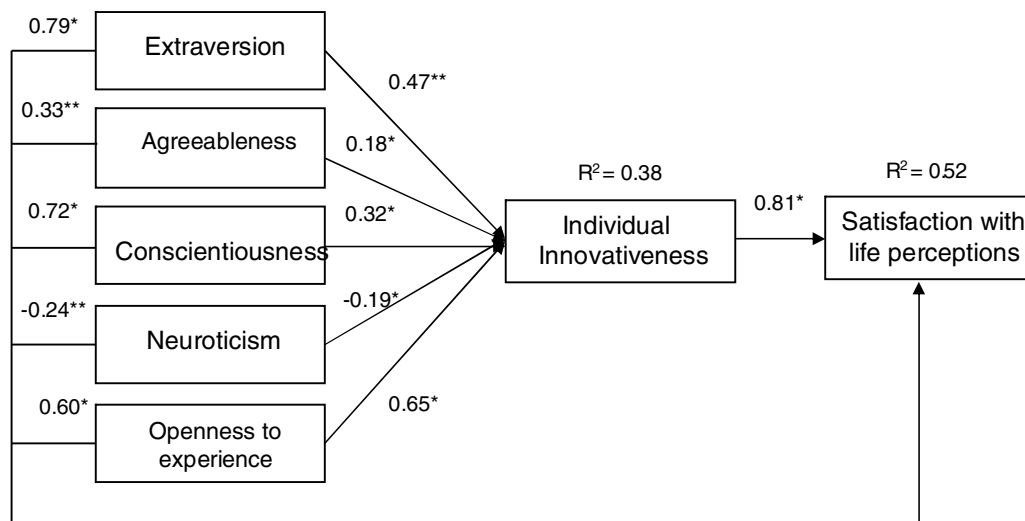 0.79*
Extraversion
0.47**
0.33**
Agreeableness
0.18*
R² = 0.38
R² = 0.52
0.72*
Conscientiousness
0.32*
Individual
Innovativeness
0.81*
Satisfaction with
life perceptions
-0.24**
Neuroticism
-0.19*
0.60*
Openness to
experience
0.65*